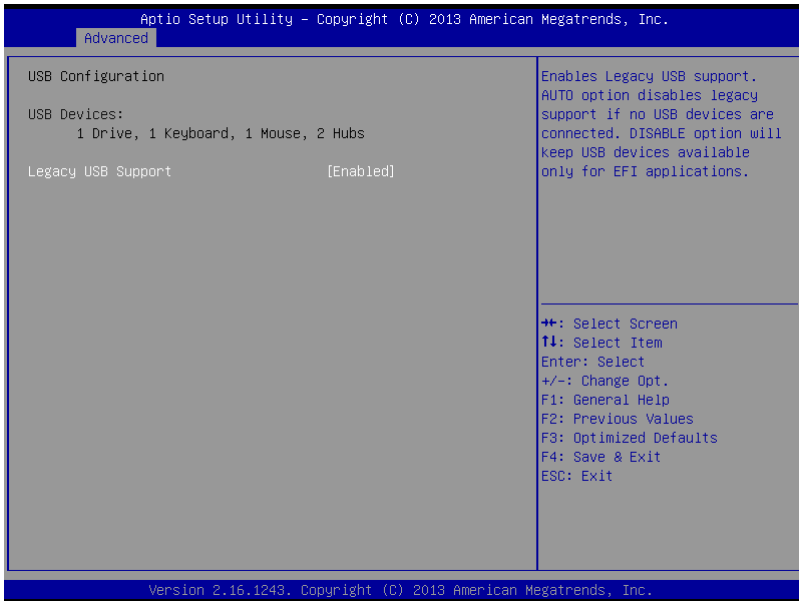 Aptio Setup Utility – Copyright (C) 2013 American Megatrends, Inc.
Advanced
USB Configuration
USB Devices:
1 Drive, 1 Keyboard, 1 Mouse, 2 Hubs
Legacy USB Support [Enabled]
Enables Legacy USB support.
AUTO option disables legacy
support if no USB devices are
connected. DISABLE option will
keep USB devices available
only for EFI applications.
→←: Select Screen
↑↓: Select Item
Enter: Select
+/-: Change Opt.
F1: General Help
F2: Previous Values
F3: Optimized Defaults
F4: Save & Exit
ESC: Exit
Version 2.16.1243. Copyright (C) 2013 American Megatrends, Inc.